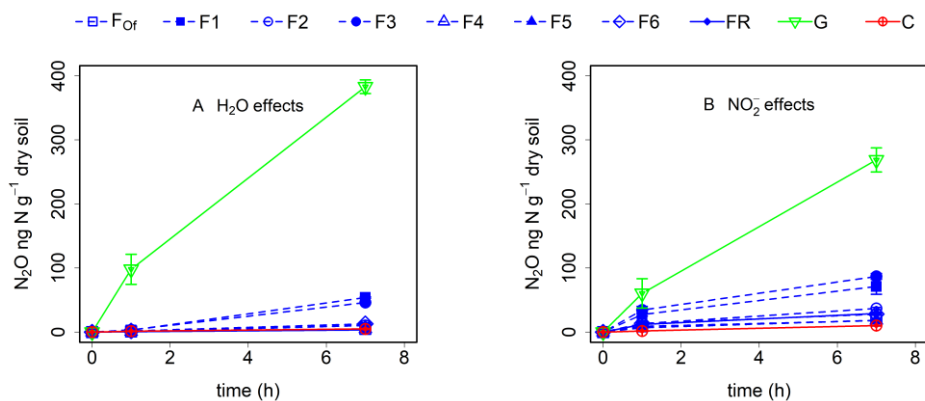 F_Of F1 F2 F3 F4 F5 F6 FR G C
A H₂O effects
N₂O ng N g⁻¹ dry soil
400
300
200
100
0
0 2 4 6 8
time (h)
B NO₂⁻ effects
N₂O ng N g⁻¹ dry soil
400
300
200
100
0
0 2 4 6 8
time (h)